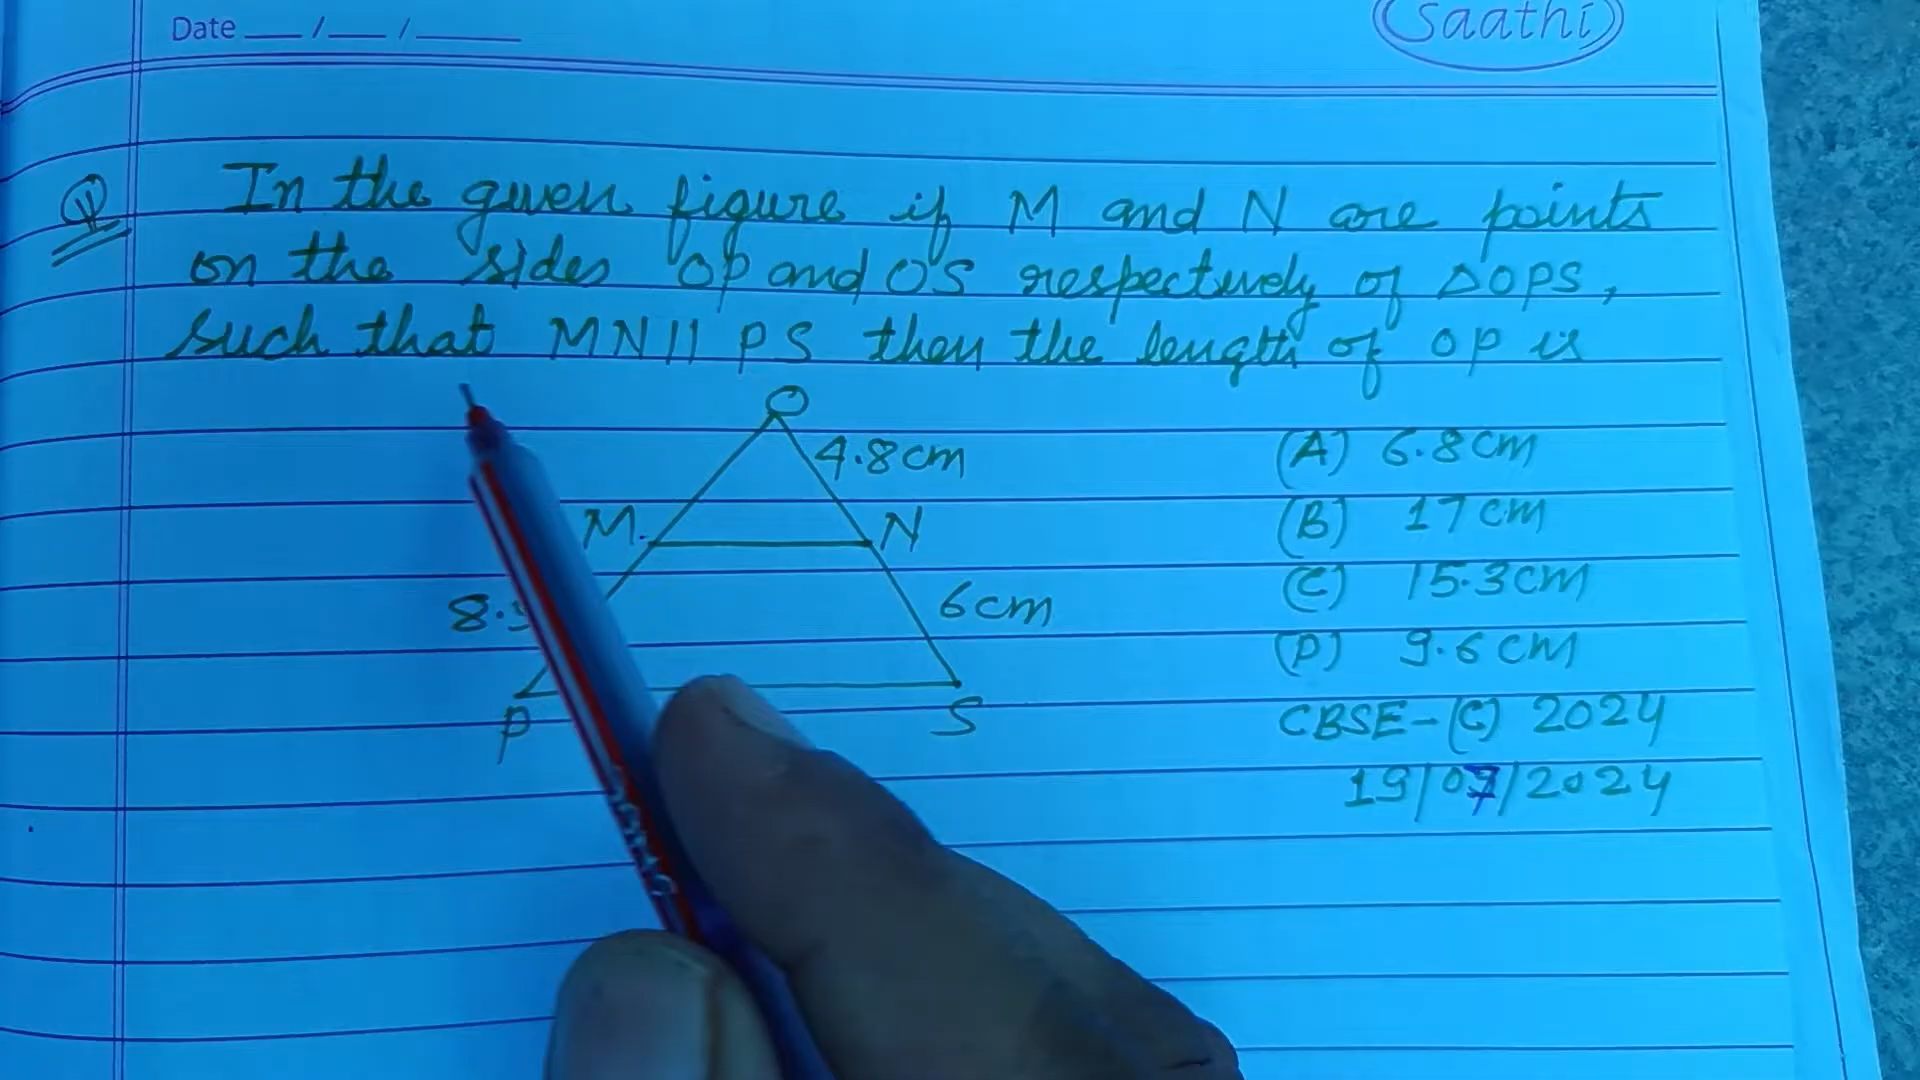 Date ___/___/_____
Saathi
Q In the given figure if M and N are points
on the sides OP and OS respectively of ΔOPS,
such that MN || PS then the length of OP is
O
4.8cm
(A) 6.8cm
M
N
(B) 17cm
(C) 15.3cm
6cm
(D) 9.6cm
P
S
CBSE-(C) 2024
19/07/2024